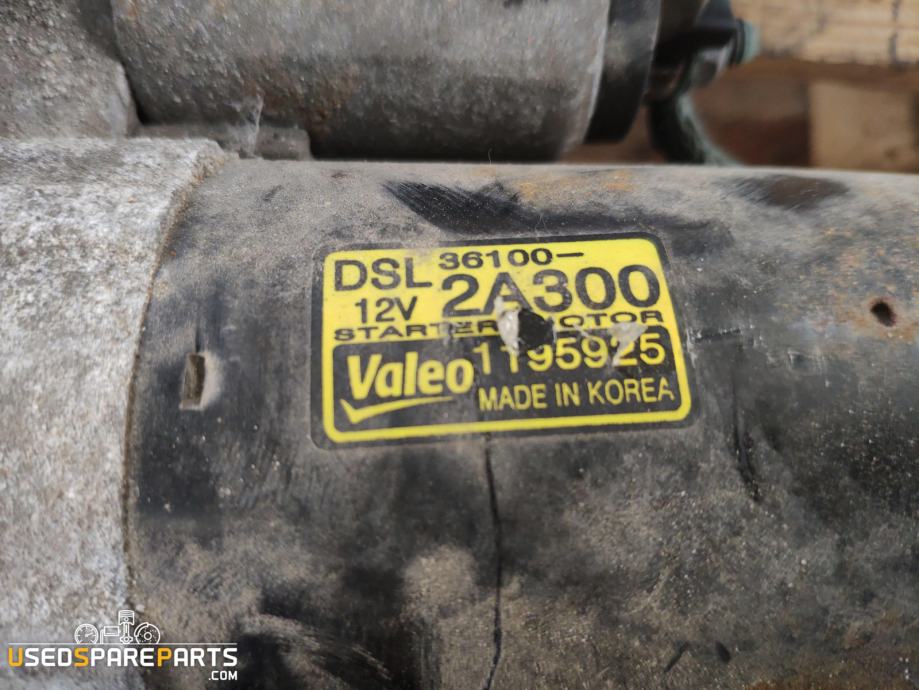 DSL 36100-
12V 2A300
STARTER MOTOR
Valeo 1195925
MADE IN KOREA
USEDSPAREPARTS
.COM